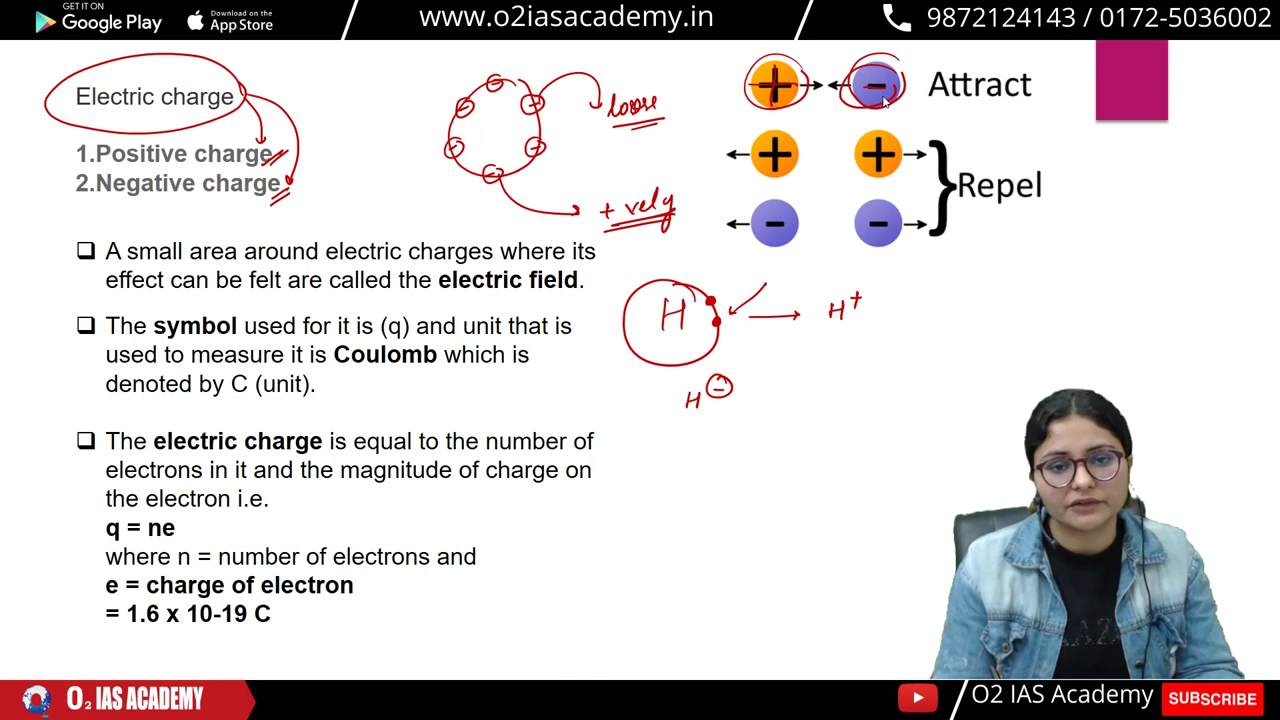 GET IT ON
Google Play
Download on the
App Store
www.o2iasacademy.in
9872124143 / 0172-5036002
Electric charge
1.Positive charge
2.Negative charge
loose
+ vely
+ - Attract
+ +
Repel
- -
❑ A small area around electric charges where its
effect can be felt are called the electric field.
H → H+
H-
❑ The symbol used for it is (q) and unit that is
used to measure it is Coulomb which is
denoted by C (unit).
❑ The electric charge is equal to the number of
electrons in it and the magnitude of charge on
the electron i.e.
q = ne
where n = number of electrons and
e = charge of electron
= 1.6 x 10-19 C
O2 IAS ACADEMY
O2 IAS Academy
SUBSCRIBE